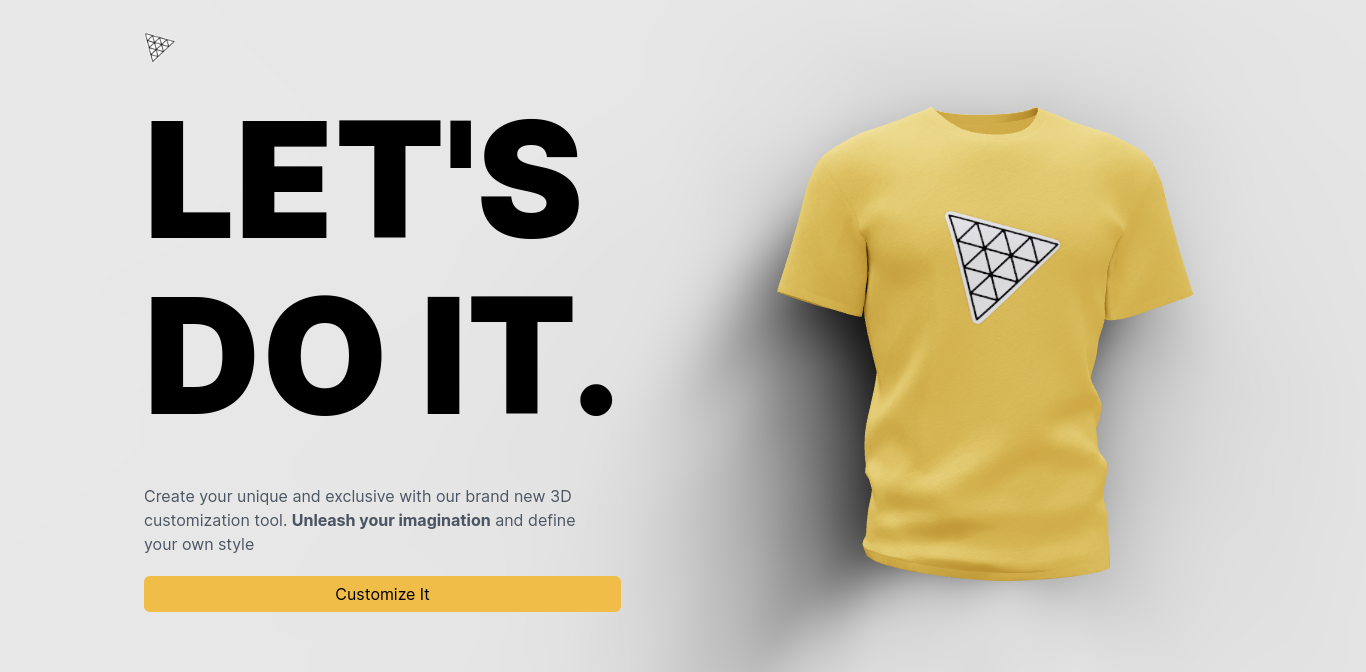 LET'S
DO IT.
Create your unique and exclusive with our brand new 3D
customization tool. Unleash your imagination and define
your own style
Customize It